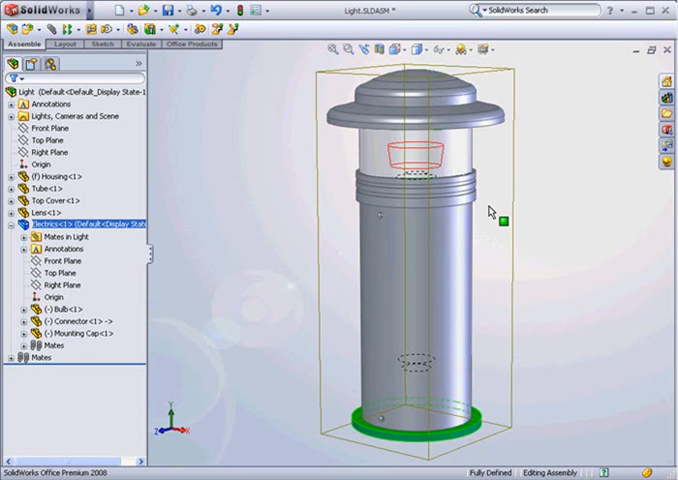 SolidWorks
Light.SLDASM *
SolidWorks Search
Assemble Layout Sketch Evaluate Office Products
Light (Default<Default_Display State-1
Annotations
Lights, Cameras and Scene
Front Plane
Top Plane
Right Plane
Origin
(f) Housing<1>
Tube<1>
Top Cover<1>
Lens<1>
Electrics<1> (Default<Display State
Mates in Light
Annotations
Front Plane
Top Plane
Right Plane
Origin
(-) Bulb<1>
(-) Connector<1> ->
(-) Mounting Cap<1>
Mates
Mates
Y
Z X
SolidWorks Office Premium 2008
Fully Defined Editing Assembly